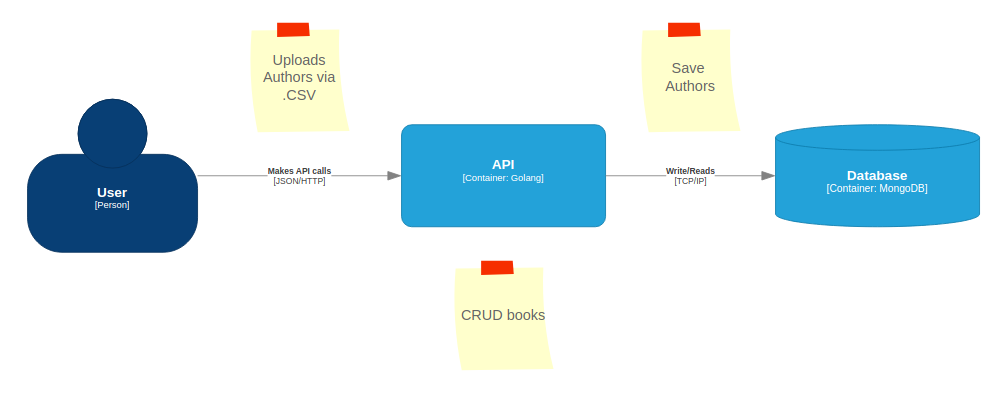 Uploads
Authors via
.CSV
Save
Authors
User
[Person]
Makes API calls
[JSON/HTTP]
API
[Container: Golang]
Write/Reads
[TCP/IP]
Database
[Container: MongoDB]
CRUD books